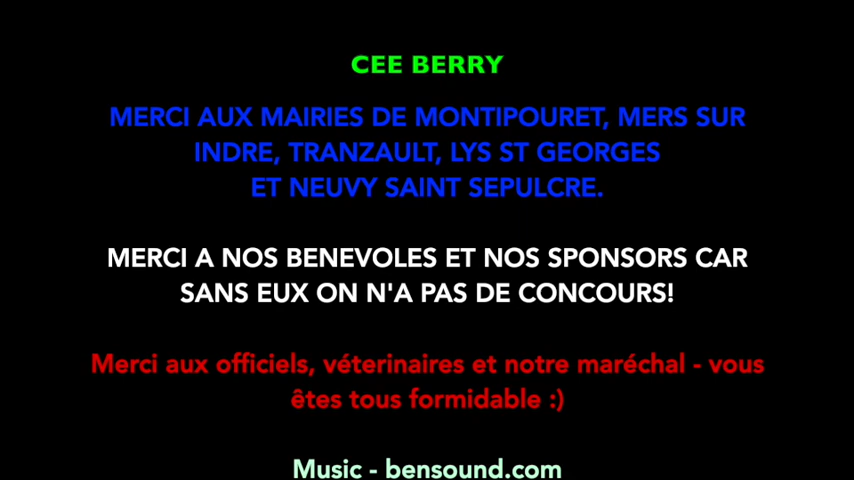 CEE BERRY
MERCI AUX MAIRIES DE MONTIPOURET, MERS SUR
INDRE, TRANZAULT, LYS ST GEORGES
ET NEUVY SAINT SEPULCRE.
MERCI A NOS BENEVOLES ET NOS SPONSORS CAR
SANS EUX ON N'A PAS DE CONCOURS!
Merci aux officiels, véterinaires et notre maréchal - vous
êtes tous formidable :)
Music - bensound.com